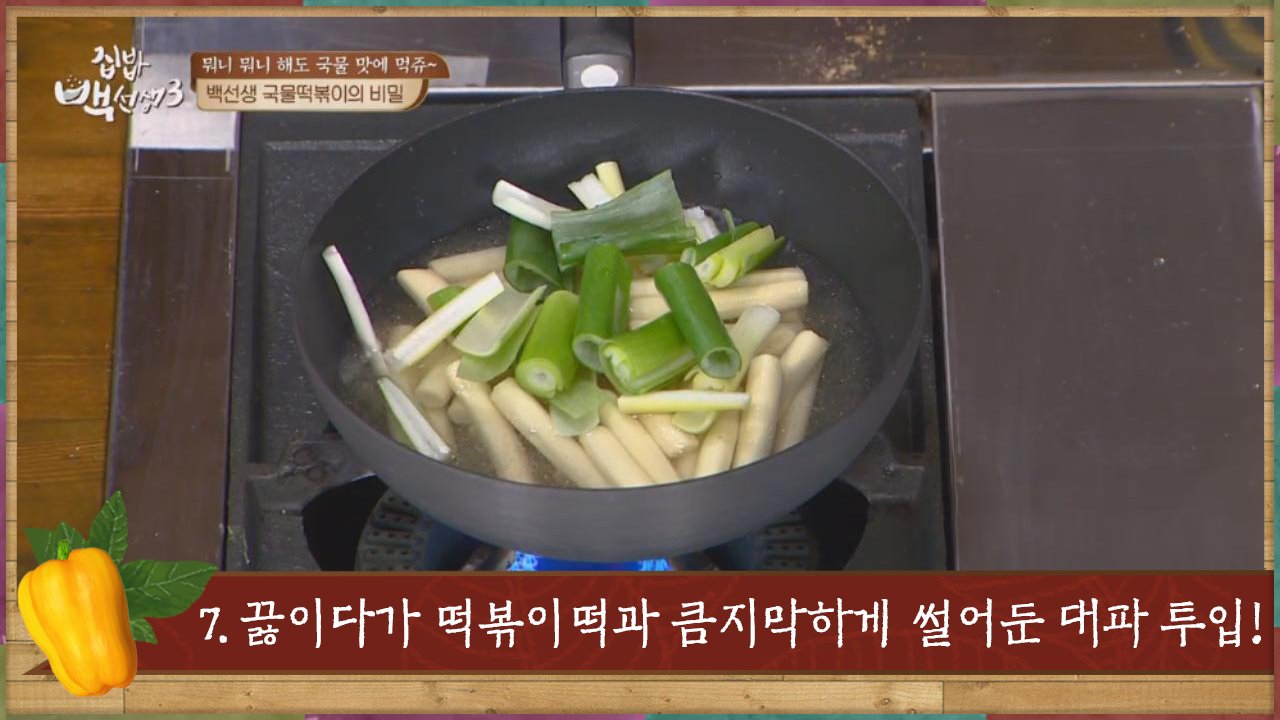 집밥
백선생3
뭐니 뭐니 해도 국물 맛에 먹쥬~
백선생 국물떡볶이의 비밀
7. 끓이다가 떡볶이떡과 큼지막하게 썰어둔 대파 투입!